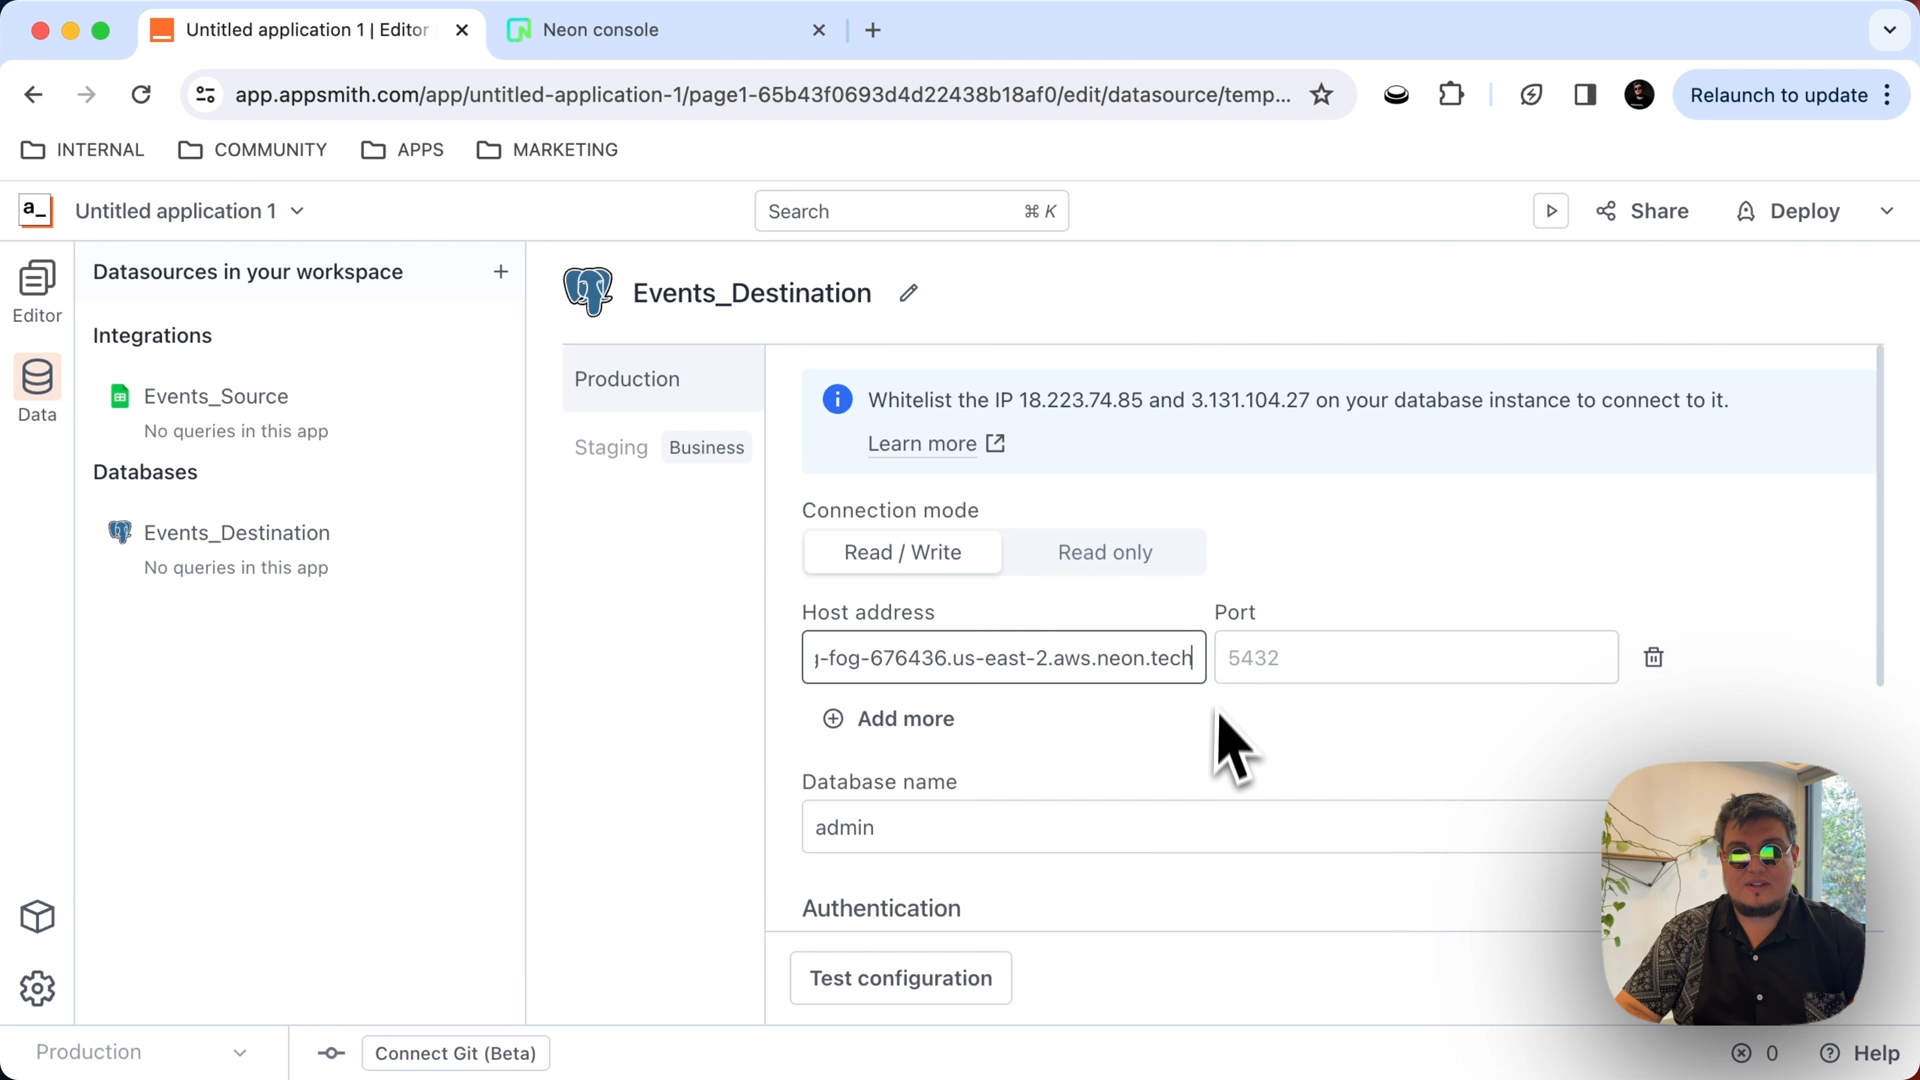 Untitled application 1 | Editor
Neon console
app.appsmith.com/app/untitled-application-1/page1-65b43f0693d4d22438b18af0/edit/datasource/temp...
Relaunch to update
INTERNAL
COMMUNITY
APPS
MARKETING
a_
Untitled application 1
Search
⌘ K
Share
Deploy
Editor
Data
Datasources in your workspace
Integrations
Events_Source
No queries in this app
Databases
Events_Destination
No queries in this app
Events_Destination
Production
Staging
Business
Whitelist the IP 18.223.74.85 and 3.131.104.27 on your database instance to connect to it.
Learn more
Connection mode
Read / Write
Read only
Host address
Port
-fog-676436.us-east-2.aws.neon.tech
5432
Add more
Database name
admin
Authentication
Test configuration
Production
Connect Git (Beta)
0
Help